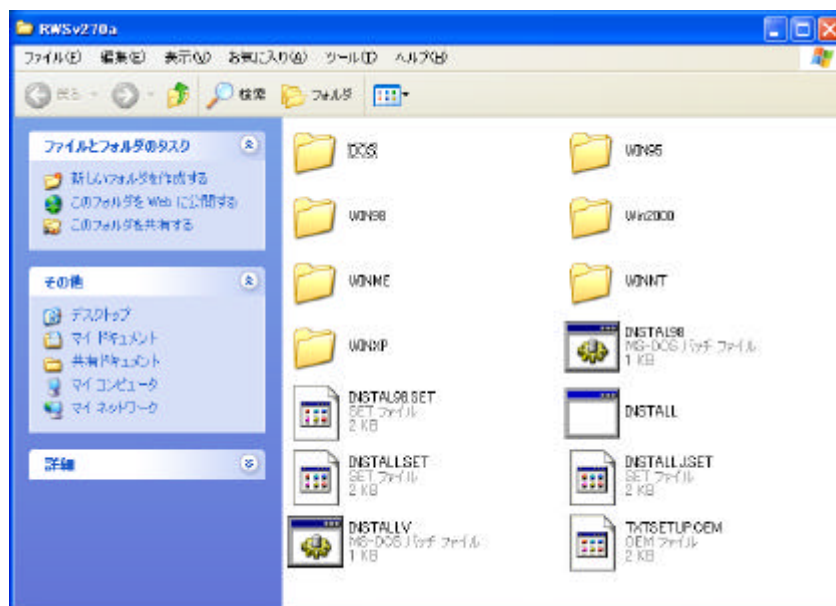 RWSv270a
ファイル(F) 編集(E) 表示(V) お気に入り(A) ツール(T) ヘルプ(H)
戻る 検索 フォルダ
ファイルとフォルダのタスク
新しいフォルダを作成する
このフォルダを Web に公開する
このフォルダを共有する
その他
デスクトップ
マイ ドキュメント
共有ドキュメント
マイ コンピュータ
マイ ネットワーク
詳細
DOS
WIN95
WIN98
Win2000
WINME
WINNT
WINXP
INSTAL98
MS-DOS バッチ ファイル
1 KB
INSTAL98.SET
SET ファイル
2 KB
INSTALL
INSTALL.SET
SET ファイル
2 KB
INSTALLJ.SET
SET ファイル
2 KB
INSTALLV
MS-DOS バッチ ファイル
1 KB
TXTSETUP.OEM
OEM ファイル
2 KB